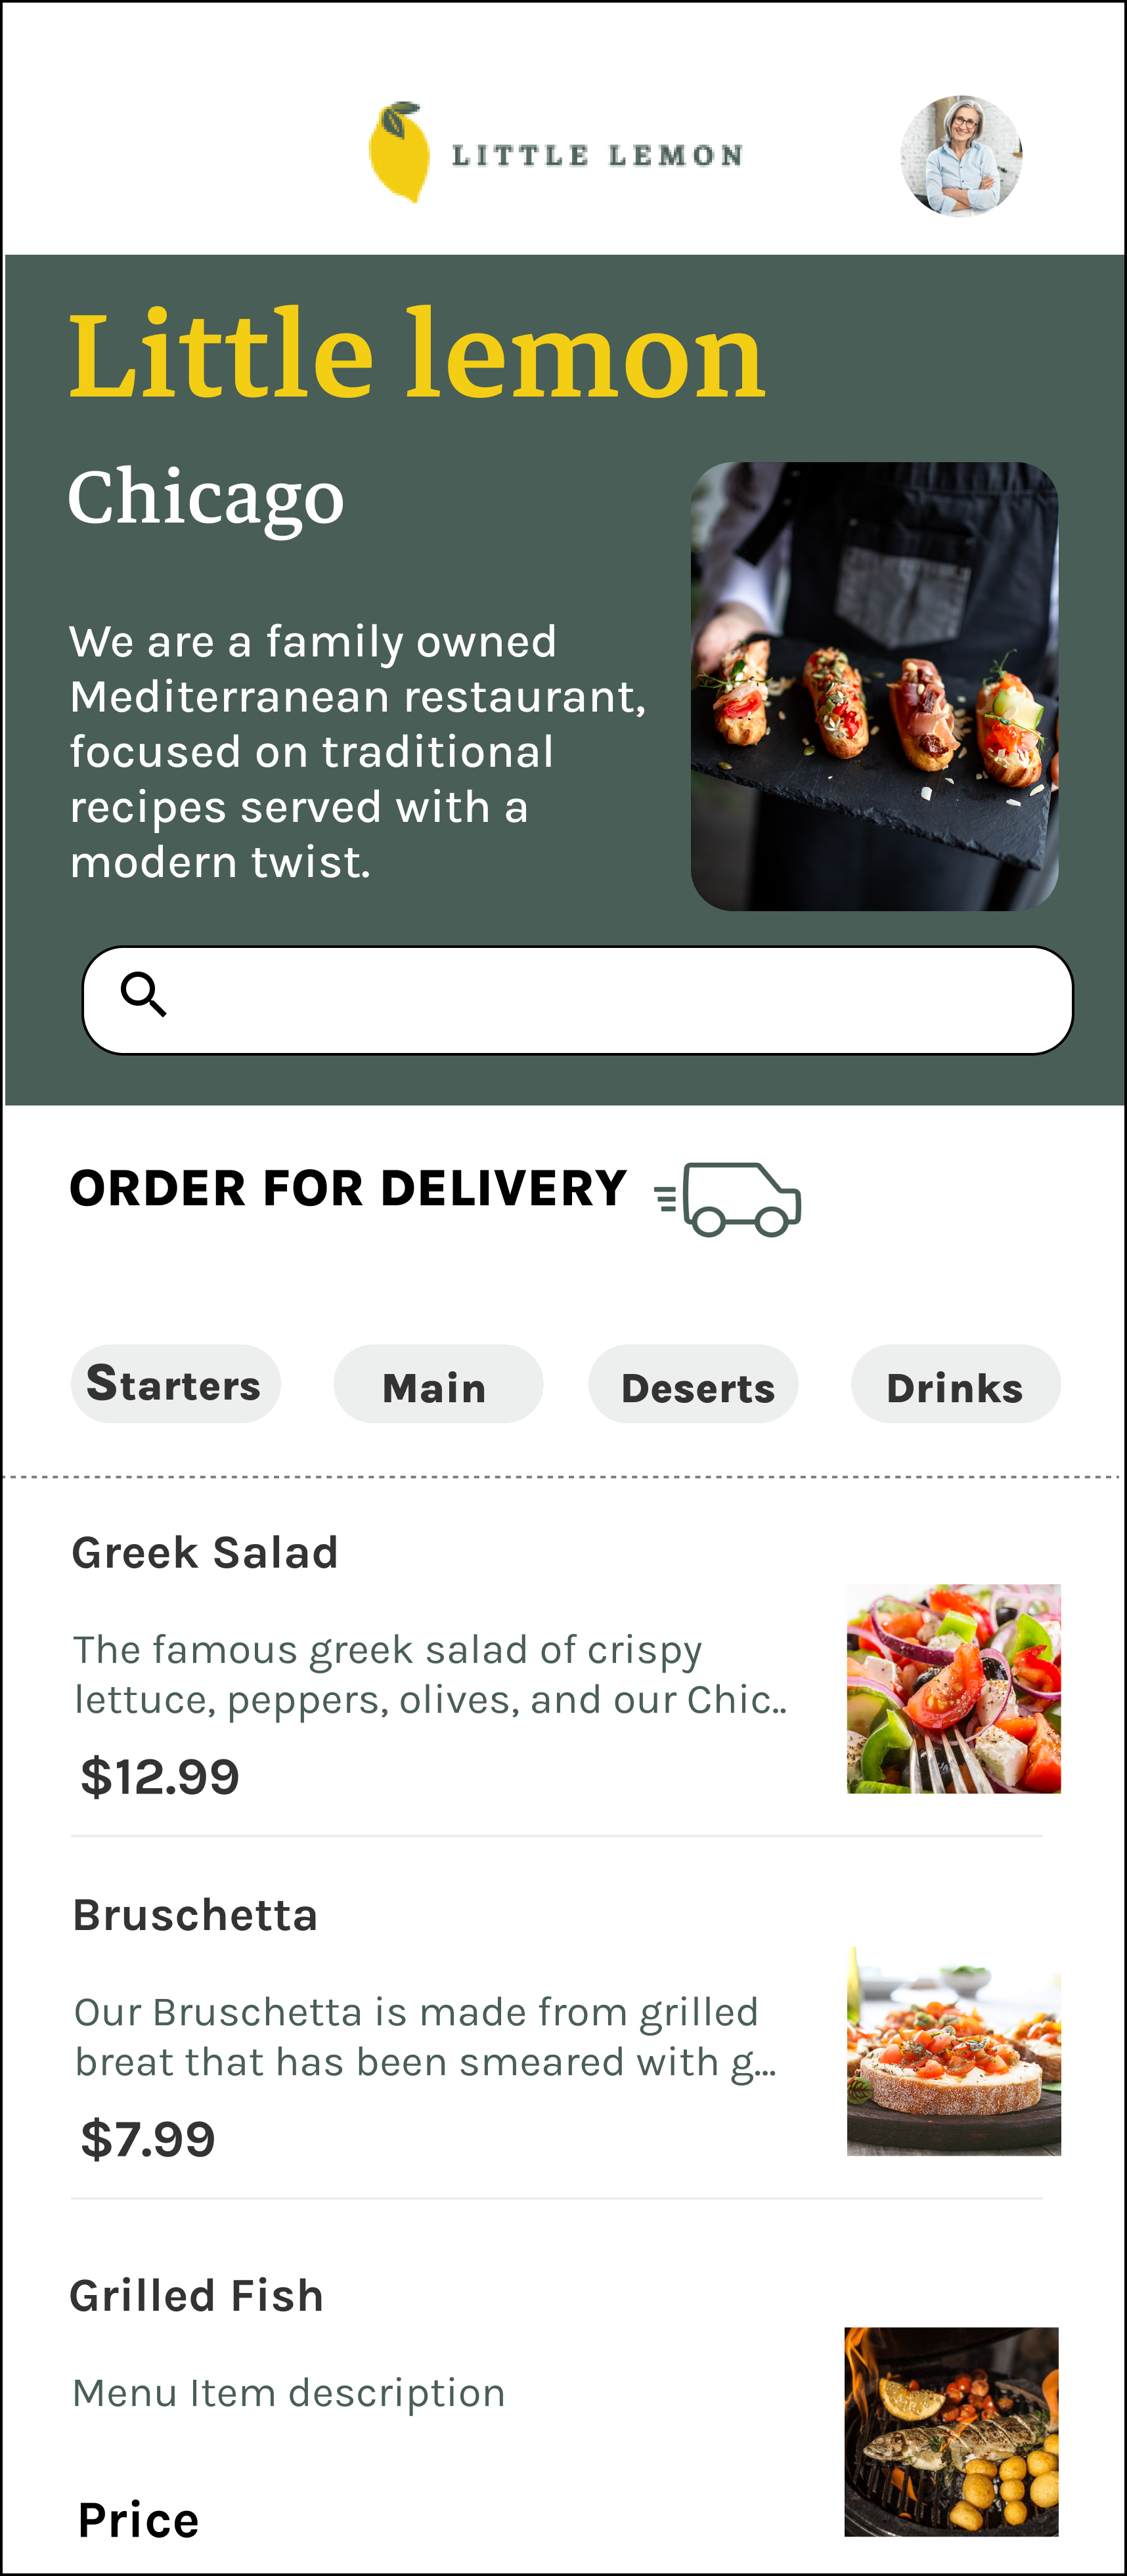 LITTLE LEMON
Little lemon
Chicago
We are a family owned
Mediterranean restaurant,
focused on traditional
recipes served with a
modern twist.
ORDER FOR DELIVERY
Starters Main Deserts Drinks
Greek Salad
The famous greek salad of crispy
lettuce, peppers, olives, and our Chic..
$12.99
Bruschetta
Our Bruschetta is made from grilled
breat that has been smeared with g...
$7.99
Grilled Fish
Menu Item description
Price